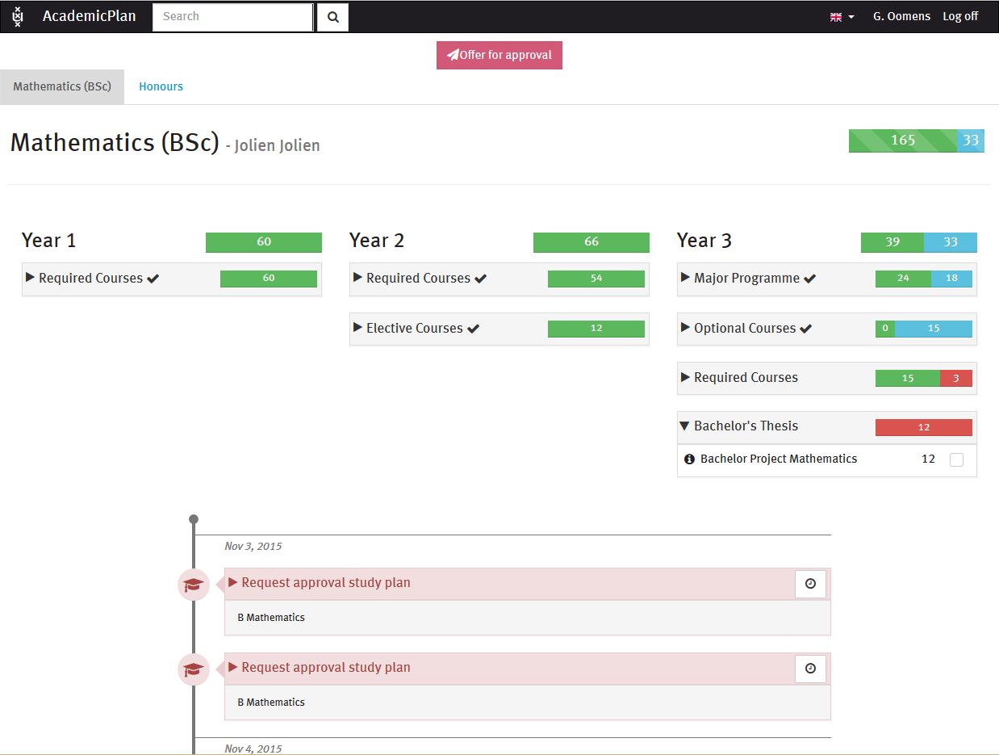 AcademicPlan Search G. Oomens Log off
Offer for approval
Mathematics (BSc) Honours
Mathematics (BSc) - Jolien Jolien 165 33
Year 1 60
Required Courses 60
Year 2 66
Required Courses 54
Elective Courses 12
Year 3 39 33
Major Programme 24 18
Optional Courses 0 15
Required Courses 15 3
Bachelor's Thesis 12
Bachelor Project Mathematics 12
Nov 3, 2015
Request approval study plan
B Mathematics
Request approval study plan
B Mathematics
Nov 4, 2015